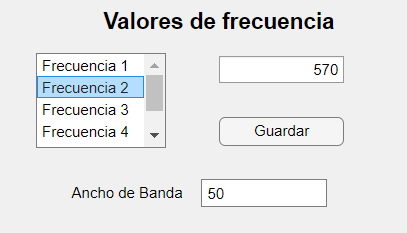 Valores de frecuencia
Frecuencia 1
Frecuencia 2
Frecuencia 3
Frecuencia 4
570
Guardar
Ancho de Banda
50